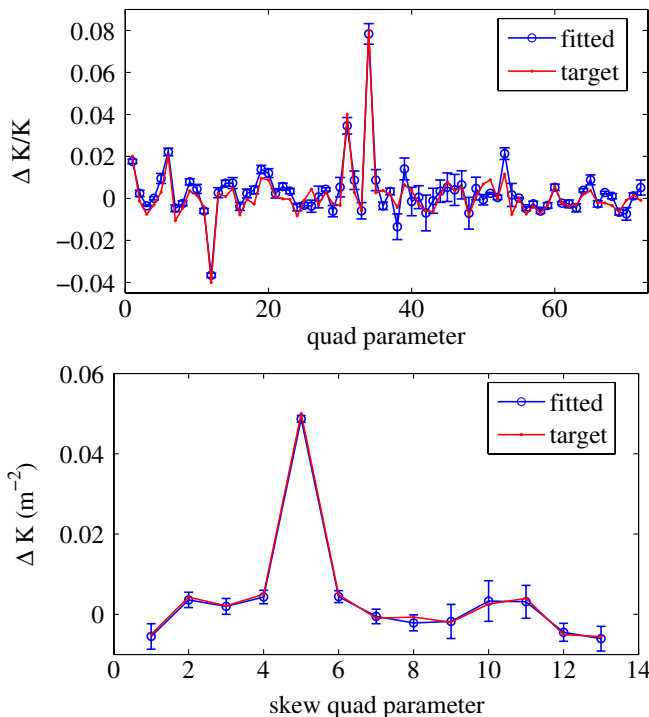 0.08
0.06
0.04
0.02
0
−0.02
−0.04
Δ K/K
fitted
target
0
20
40
60
quad parameter
0.06
0.04
0.02
0
Δ K (m⁻²)
fitted
target
0
2
4
6
8
10
12
14
skew quad parameter